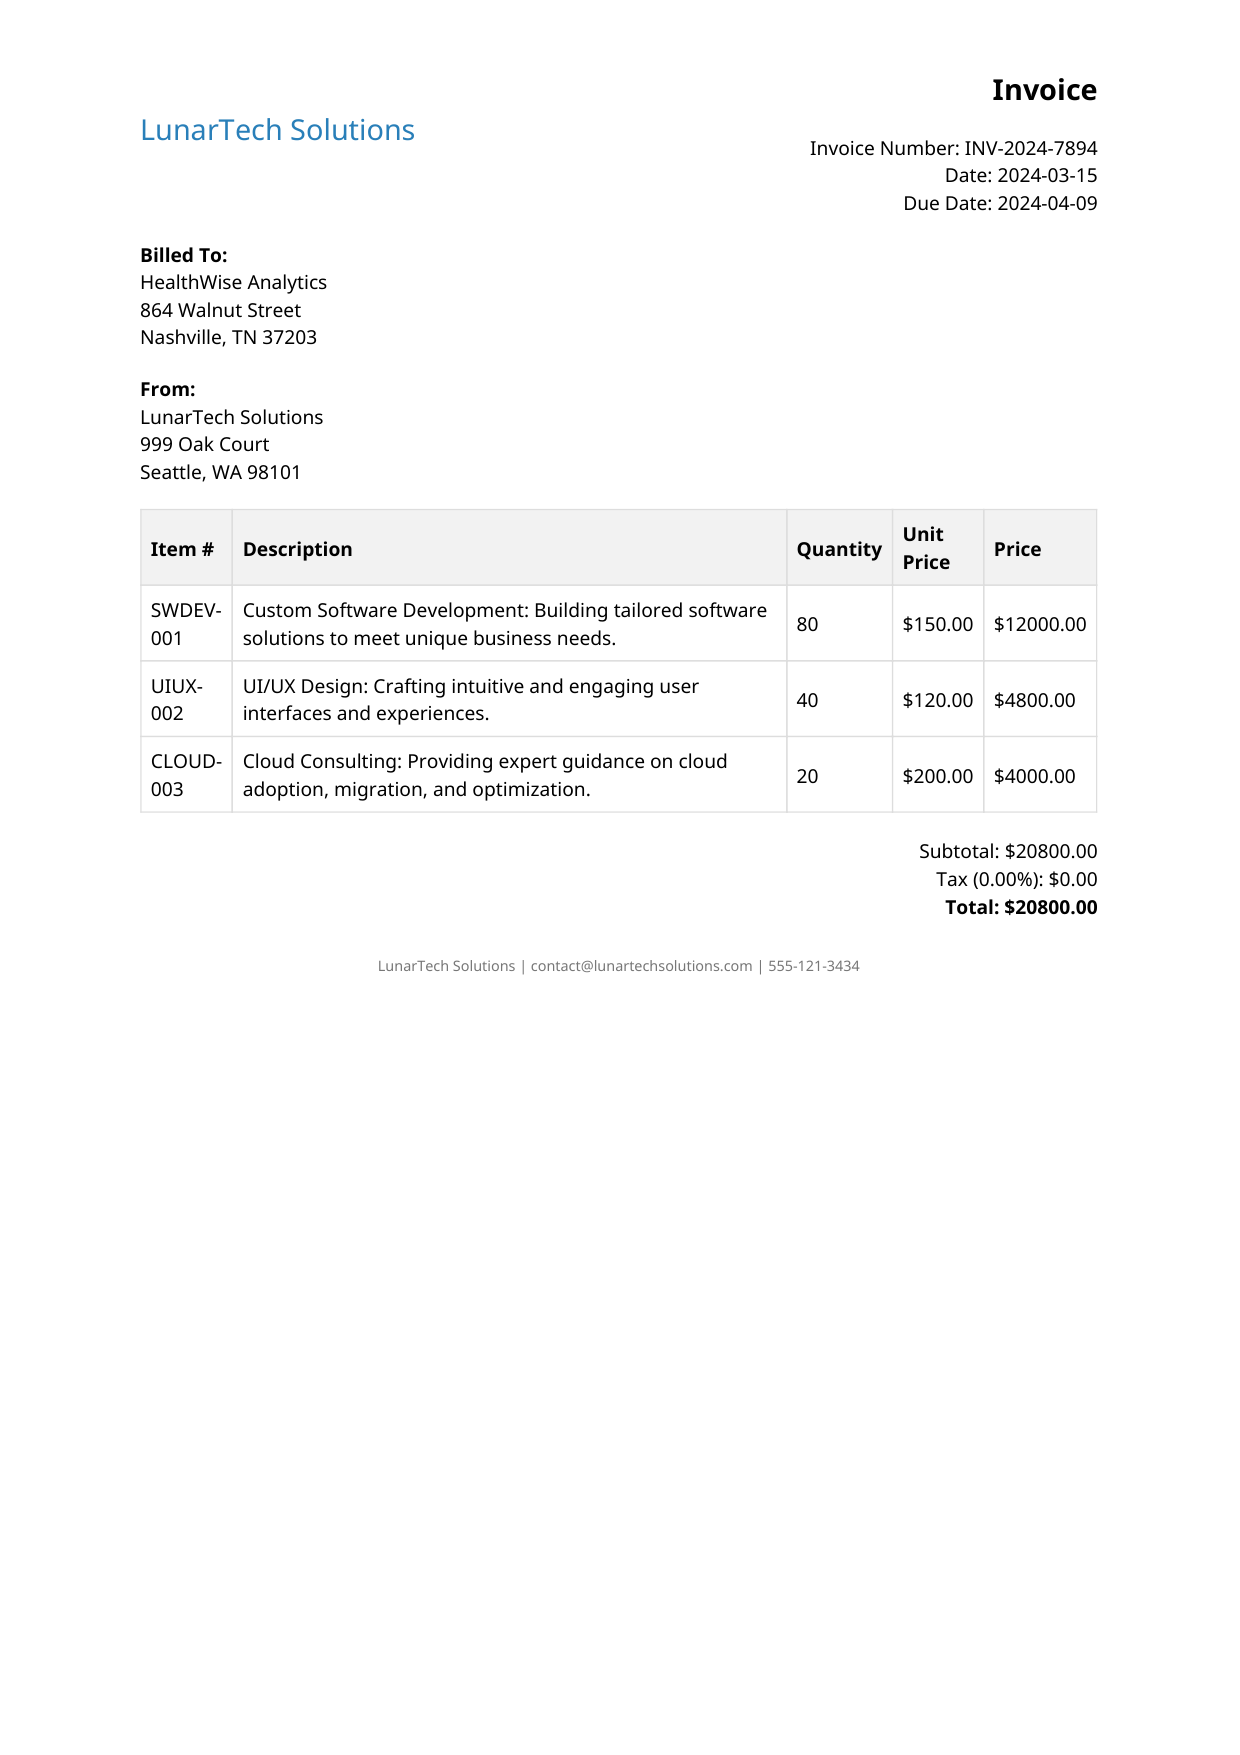 LunarTech Solutions
Invoice
Invoice Number: INV-2024-7894
Date: 2024-03-15
Due Date: 2024-04-09
Billed To:
HealthWise Analytics
864 Walnut Street
Nashville, TN 37203
From:
LunarTech Solutions
999 Oak Court
Seattle, WA 98101
Item # Description Quantity Unit Price Price
SWDEV-001 Custom Software Development: Building tailored software solutions to meet unique business needs. 80 $150.00 $12000.00
UIUX-002 UI/UX Design: Crafting intuitive and engaging user interfaces and experiences. 40 $120.00 $4800.00
CLOUD-003 Cloud Consulting: Providing expert guidance on cloud adoption, migration, and optimization. 20 $200.00 $4000.00
Subtotal: $20800.00
Tax (0.00%): $0.00
Total: $20800.00
LunarTech Solutions | contact@lunartechsolutions.com | 555-121-3434